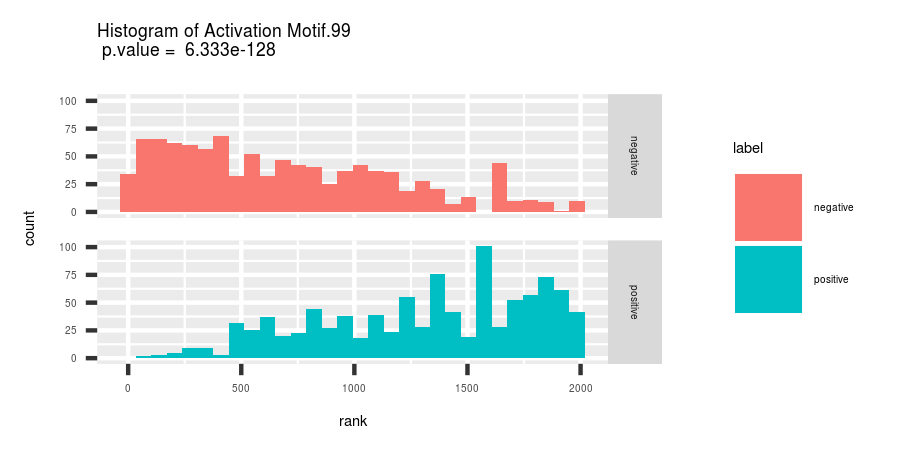 Histogram of Activation Motif.99
p.value = 6.333e-128
100
75
50
25
0
negative
100
75
50
25
0
positive
0 500 1000 1500 2000
rank
count
label
negative
positive